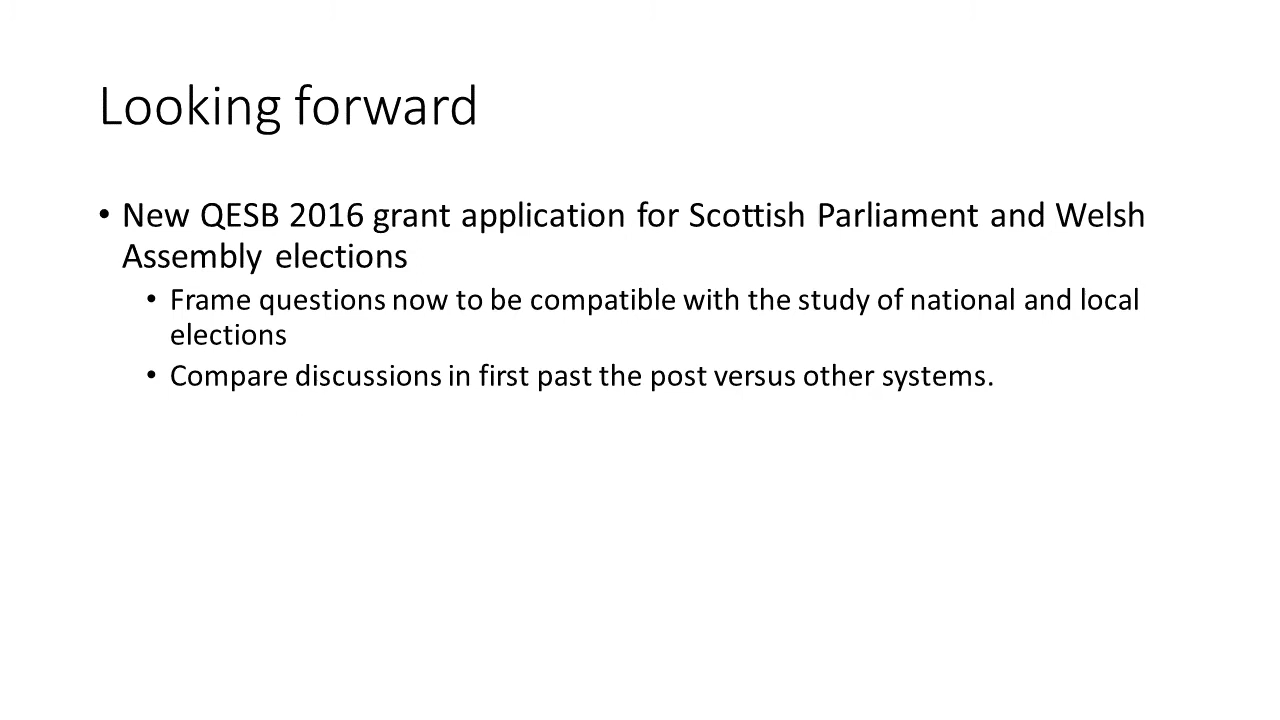 Looking forward
• New QESB 2016 grant application for Scottish Parliament and Welsh
Assembly elections
• Frame questions now to be compatible with the study of national and local
elections
• Compare discussions in first past the post versus other systems.